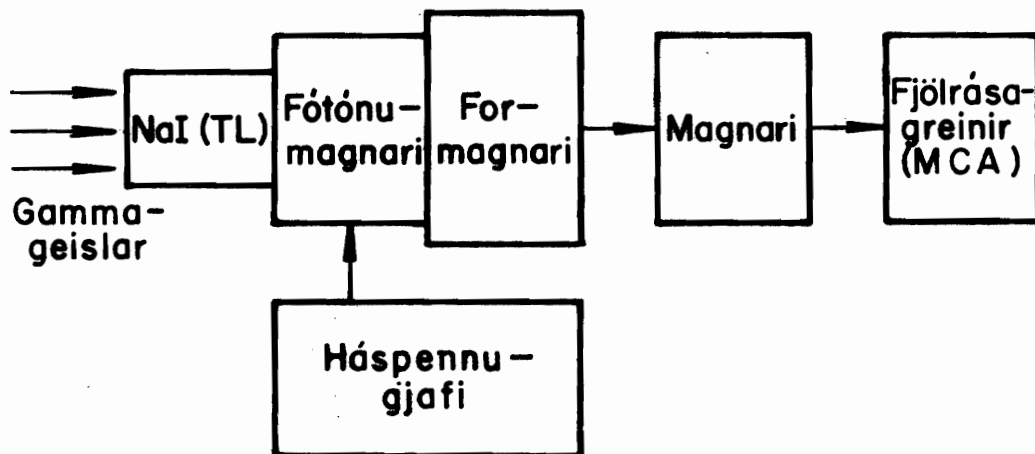 Gamma-
geislar
NaI (TL)
Fótónu-
magnari
For-
magnari
Magnari
Fjölrása-
greinir
(MCA)
Háspennu-
gjafi